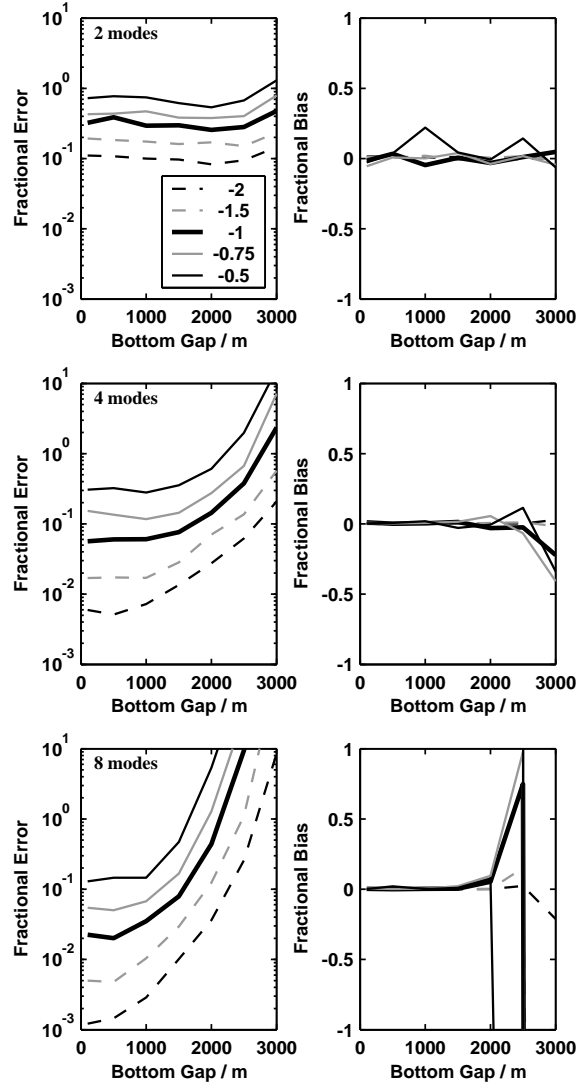 2 modes
Fractional Error
10^1
10^0
10^-1
10^-2
10^-3
-2
-1.5
-1
-0.75
-0.5
0 1000 2000 3000
Bottom Gap / m
Fractional Bias
1
0.5
0
-0.5
-1
0 1000 2000 3000
Bottom Gap / m
4 modes
Fractional Error
10^1
10^0
10^-1
10^-2
10^-3
0 1000 2000 3000
Bottom Gap / m
Fractional Bias
1
0.5
0
-0.5
-1
0 1000 2000 3000
Bottom Gap / m
8 modes
Fractional Error
10^1
10^0
10^-1
10^-2
10^-3
0 1000 2000 3000
Bottom Gap / m
Fractional Bias
1
0.5
0
-0.5
-1
0 1000 2000 3000
Bottom Gap / m